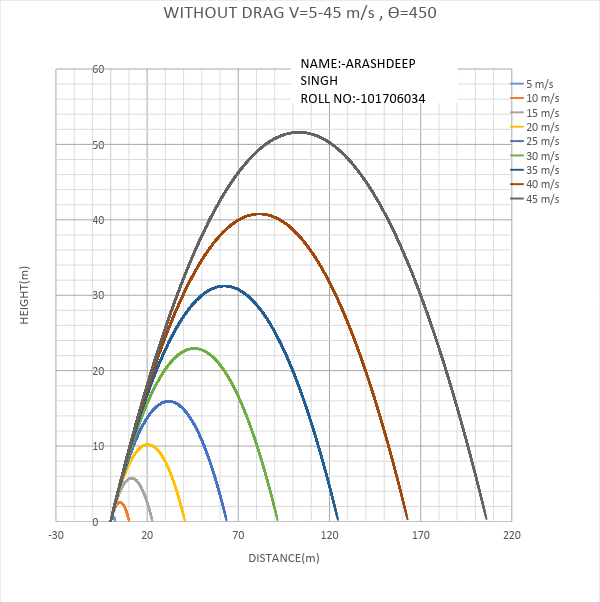 WITHOUT DRAG V=5-45 m/s , ϴ=450
NAME:-ARASHDEEP
SINGH
ROLL NO:-101706034
60
50
40
30
20
10
0
-30
20
70
120
170
220
HEIGHT(m)
DISTANCE(m)
5 m/s
10 m/s
15 m/s
20 m/s
25 m/s
30 m/s
35 m/s
40 m/s
45 m/s